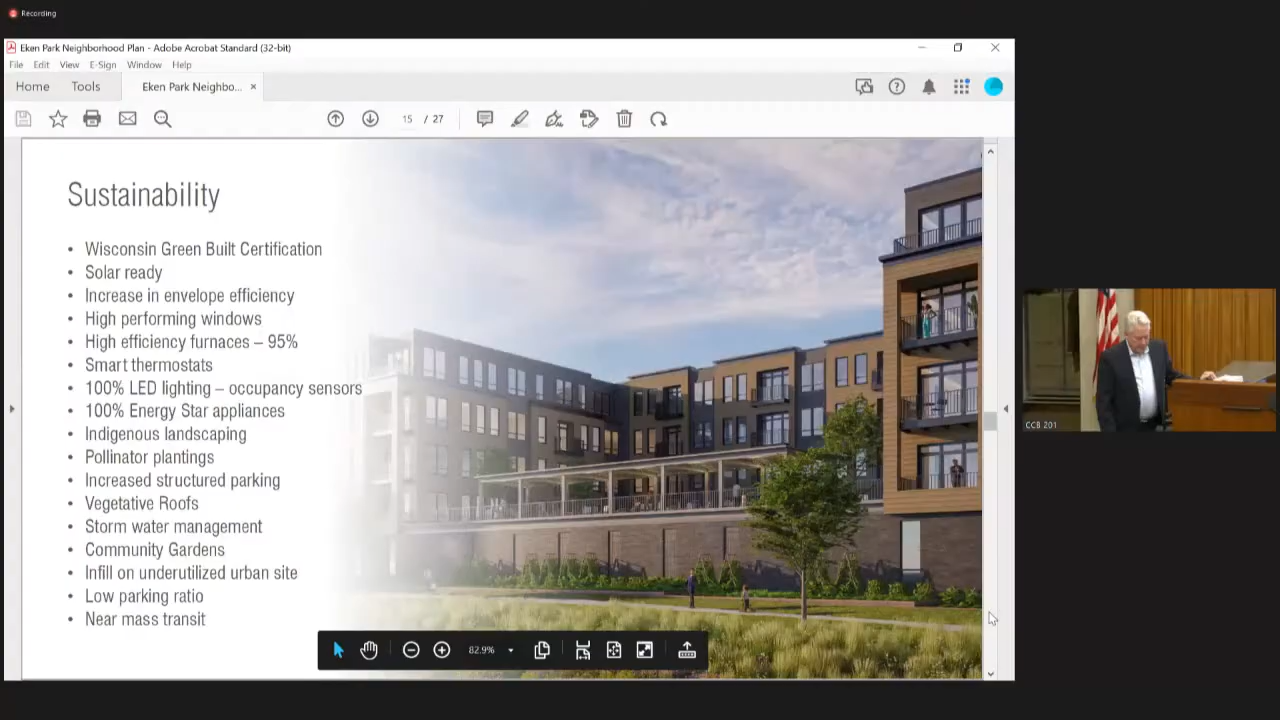 Recording
Eken Park Neighborhood Plan - Adobe Acrobat Standard (32-bit)
File Edit View E-Sign Window Help
Home Tools Eken Park Neighbo... ×
15 / 27
Sustainability
• Wisconsin Green Built Certification
• Solar ready
• Increase in envelope efficiency
• High performing windows
• High efficiency furnaces – 95%
• Smart thermostats
• 100% LED lighting – occupancy sensors
• 100% Energy Star appliances
• Indigenous landscaping
• Pollinator plantings
• Increased structured parking
• Vegetative Roofs
• Storm water management
• Community Gardens
• Infill on underutilized urban site
• Low parking ratio
• Near mass transit
82.9%
CCB 201